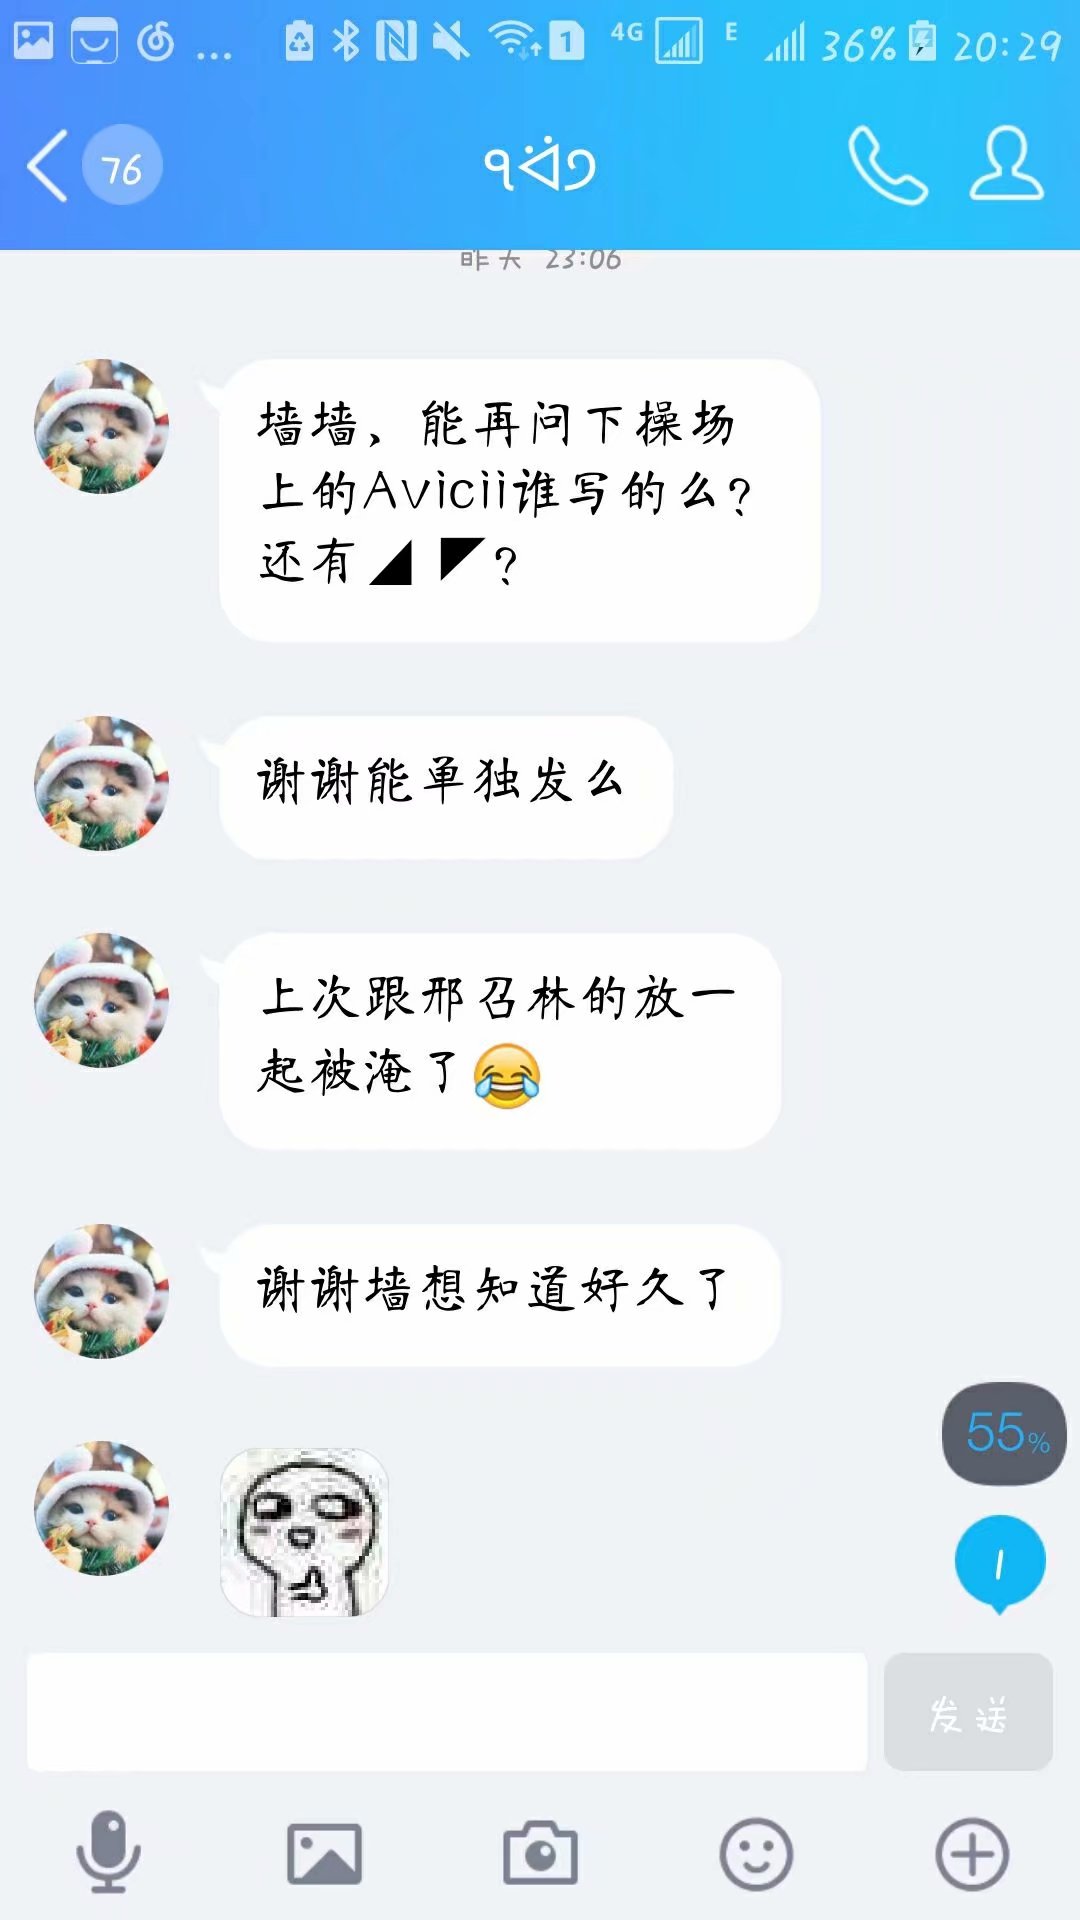 ... 1 4G E 36% 20:29
76
昨天 23:06
墙墙，能再问下操场
上的Avicii谁写的么?
还有◢ ◤?
谢谢能单独发么
上次跟邢召林的放一
起被淹了😂
谢谢墙想知道好久了
55%
1
发送